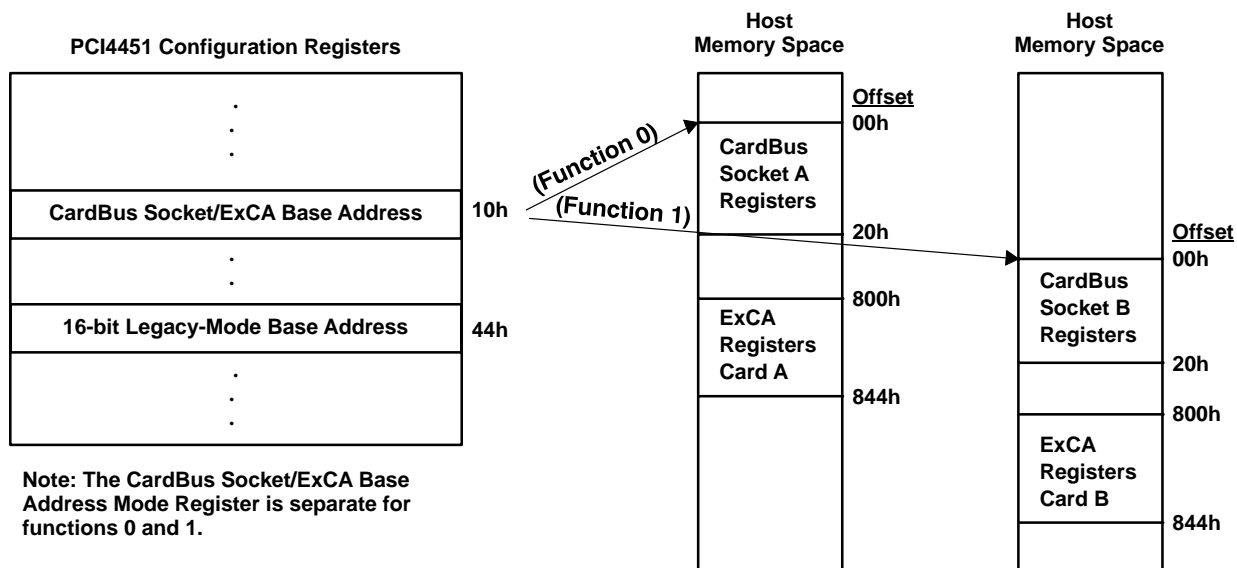 PCI4451 Configuration Registers
CardBus Socket/ExCA Base Address
10h
16-bit Legacy-Mode Base Address
44h
Note: The CardBus Socket/ExCA Base
Address Mode Register is separate for
functions 0 and 1.
(Function 0)
(Function 1)
Host
Memory Space
Offset
00h
CardBus
Socket A
Registers
20h
800h
ExCA
Registers
Card A
844h
Host
Memory Space
Offset
00h
CardBus
Socket B
Registers
20h
800h
ExCA
Registers
Card B
844h